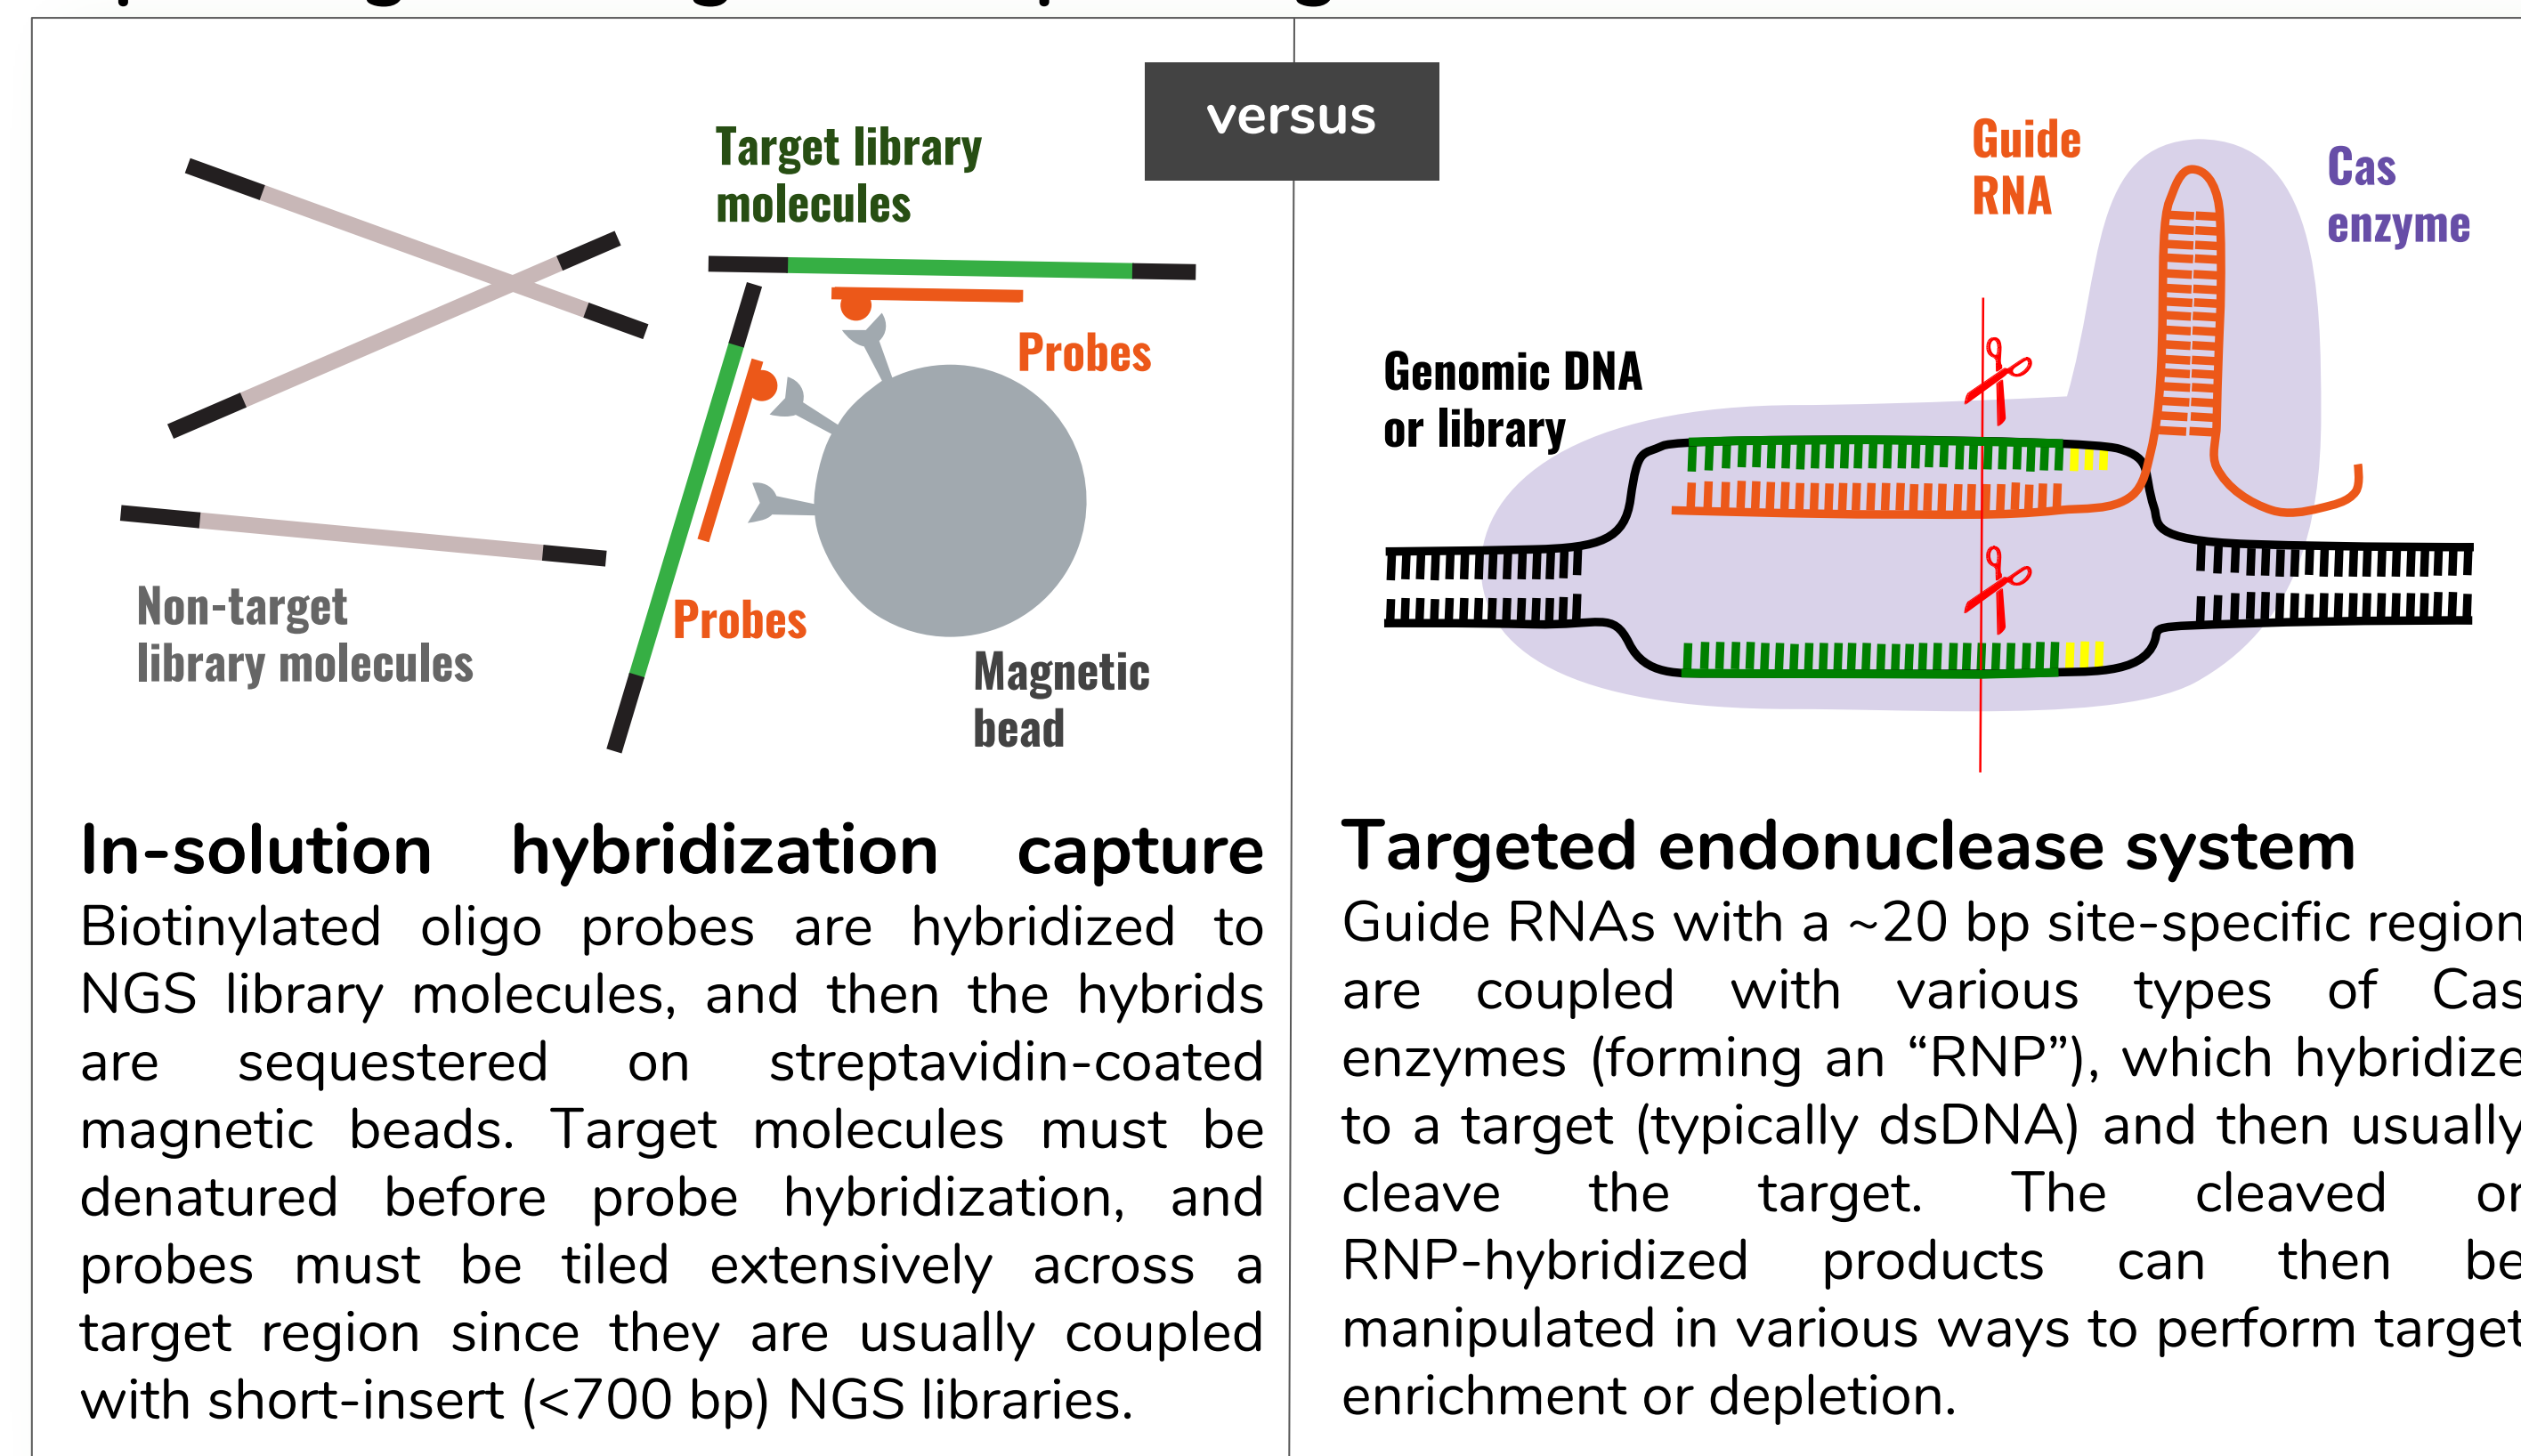 versus
Target library
molecules
Probes
Probes
Non-target
library molecules
Magnetic
bead
In-solution hybridization capture
Biotinylated oligo probes are hybridized to
NGS library molecules, and then the hybrids
are sequestered on streptavidin-coated
magnetic beads. Target molecules must be
denatured before probe hybridization, and
probes must be tiled extensively across a
target region since they are usually coupled
with short-insert (<700 bp) NGS libraries.
Guide
RNA
Cas
enzyme
Genomic DNA
or library
Targeted endonuclease system
Guide RNAs with a ~20 bp site-specific region
are coupled with various types of Cas
enzymes (forming an “RNP”), which hybridize
to a target (typically dsDNA) and then usually
cleave the target. The cleaved or
RNP-hybridized products can then be
manipulated in various ways to perform target
enrichment or depletion.